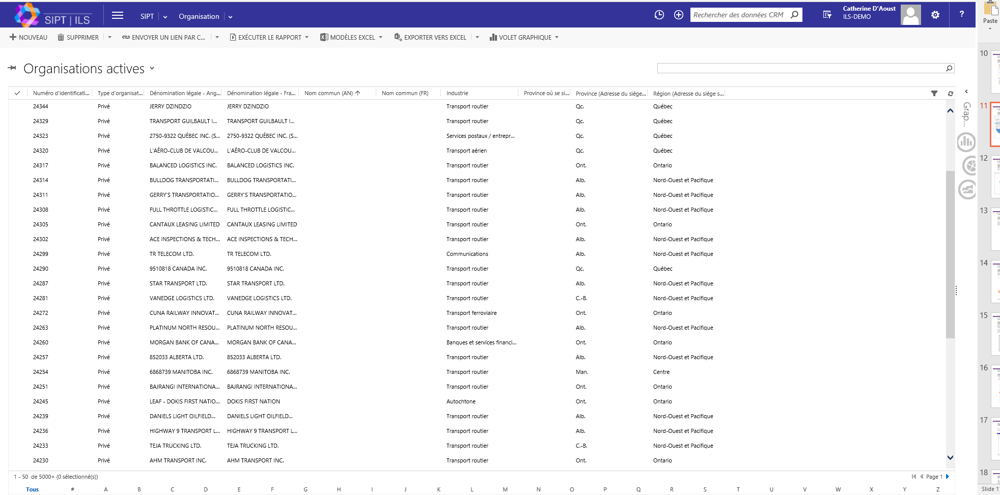 SIPT | ILS
SIPT
Organisation
Rechercher des données CRM
Catherine D'Aoust
ILS-DEMO
?
Paste
NOUVEAU
SUPPRIMER
ENVOYER UN LIEN PAR C...
EXÉCUTER LE RAPPORT
MODÈLES EXCEL
EXPORTER VERS EXCEL
VOLET GRAPHIQUE
Organisations actives
Numéro d'identificati... Type d'organisat... Dénomination légale - Ang... Dénomination légale - Fra... Nom commun (AN) Nom commun (FR) Industrie Province où se si... Province (Adresse du siège... Région (Adresse du siège s...
24344 Privé JERRY DZINDZIO JERRY DZINDZIO Transport routier Qc. Québec
24329 Privé TRANSPORT GUILBAULT I... TRANSPORT GUILBAULT I... Transport routier Qc. Québec
24323 Privé 2750-9322 QUÉBEC INC. (S... 2750-9322 QUÉBEC INC. (S... Services postaux / entrepr... Qc. Québec
24320 Privé L'AÉRO-CLUB DE VALCOU... L'AÉRO-CLUB DE VALCOU... Transport aérien Qc. Québec
24317 Privé BALANCED LOGISTICS INC. BALANCED LOGISTICS INC. Transport routier Ont. Ontario
24314 Privé BULLDOG TRANSPORTATI... BULLDOG TRANSPORTATI... Transport routier Alb. Nord-Ouest et Pacifique
24311 Privé GERRY'S TRANSPORTATIO... GERRY'S TRANSPORTATIO... Transport routier Alb. Nord-Ouest et Pacifique
24308 Privé FULL THROTTLE LOGISTIC... FULL THROTTLE LOGISTIC... Transport routier Alb. Nord-Ouest et Pacifique
24305 Privé CANTAUX LEASING LIMITED CANTAUX LEASING LIMITED Transport routier Ont. Ontario
24302 Privé ACE INSPECTIONS & TECH... ACE INSPECTIONS & TECH... Transport routier Alb. Nord-Ouest et Pacifique
24299 Privé TR TELECOM LTD. TR TELECOM LTD. Communications Alb. Nord-Ouest et Pacifique
24290 Privé 9510818 CANADA INC. 9510818 CANADA INC. Transport routier Qc. Québec
24287 Privé STAR TRANSPORT LTD. STAR TRANSPORT LTD. Transport routier Alb. Nord-Ouest et Pacifique
24281 Privé VANEDGE LOGISTICS LTD. VANEDGE LOGISTICS LTD. Transport routier C.-B. Nord-Ouest et Pacifique
24272 Privé CUNA RAILWAY INNOVAT... CUNA RAILWAY INNOVAT... Transport ferroviaire Ont. Ontario
24263 Privé PLATINUM NORTH RESOU... PLATINUM NORTH RESOU... Transport routier Alb. Nord-Ouest et Pacifique
24260 Privé MORGAN BANK OF CANA... MORGAN BANK OF CANA... Banques et services financi... Ont. Ontario
24257 Privé 852033 ALBERTA LTD. 852033 ALBERTA LTD. Transport routier Alb. Nord-Ouest et Pacifique
24254 Privé 6868739 MANITOBA INC. 6868739 MANITOBA INC. Transport routier Man. Centre
24251 Privé BAJRANGI INTERNATIONA... BAJRANGI INTERNATIONA... Transport routier Ont. Ontario
24245 Privé LEAF - DOKIS FIRST NATIO... DOKIS FIRST NATION Autochtone Ont. Ontario
24239 Privé DANIELS LIGHT OILFIELD... DANIELS LIGHT OILFIELD... Transport routier Alb. Nord-Ouest et Pacifique
24236 Privé HIGHWAY 9 TRANSPORT L... HIGHWAY 9 TRANSPORT L... Transport routier Alb. Nord-Ouest et Pacifique
24233 Privé TEJA TRUCKING LTD. TEJA TRUCKING LTD. Transport routier C.-B. Nord-Ouest et Pacifique
24230 Privé AHM TRANSPORT INC. AHM TRANSPORT INC. Transport routier Ont. Ontario
1 - 50 de 5000+ (0 sélectionné(s))
Page 1
Tous # A B C D E F G H I J K L M N O P Q R S T U V W X Y Z
Grap...
10
11
12
13
14
15
16
17
18
Slide 11